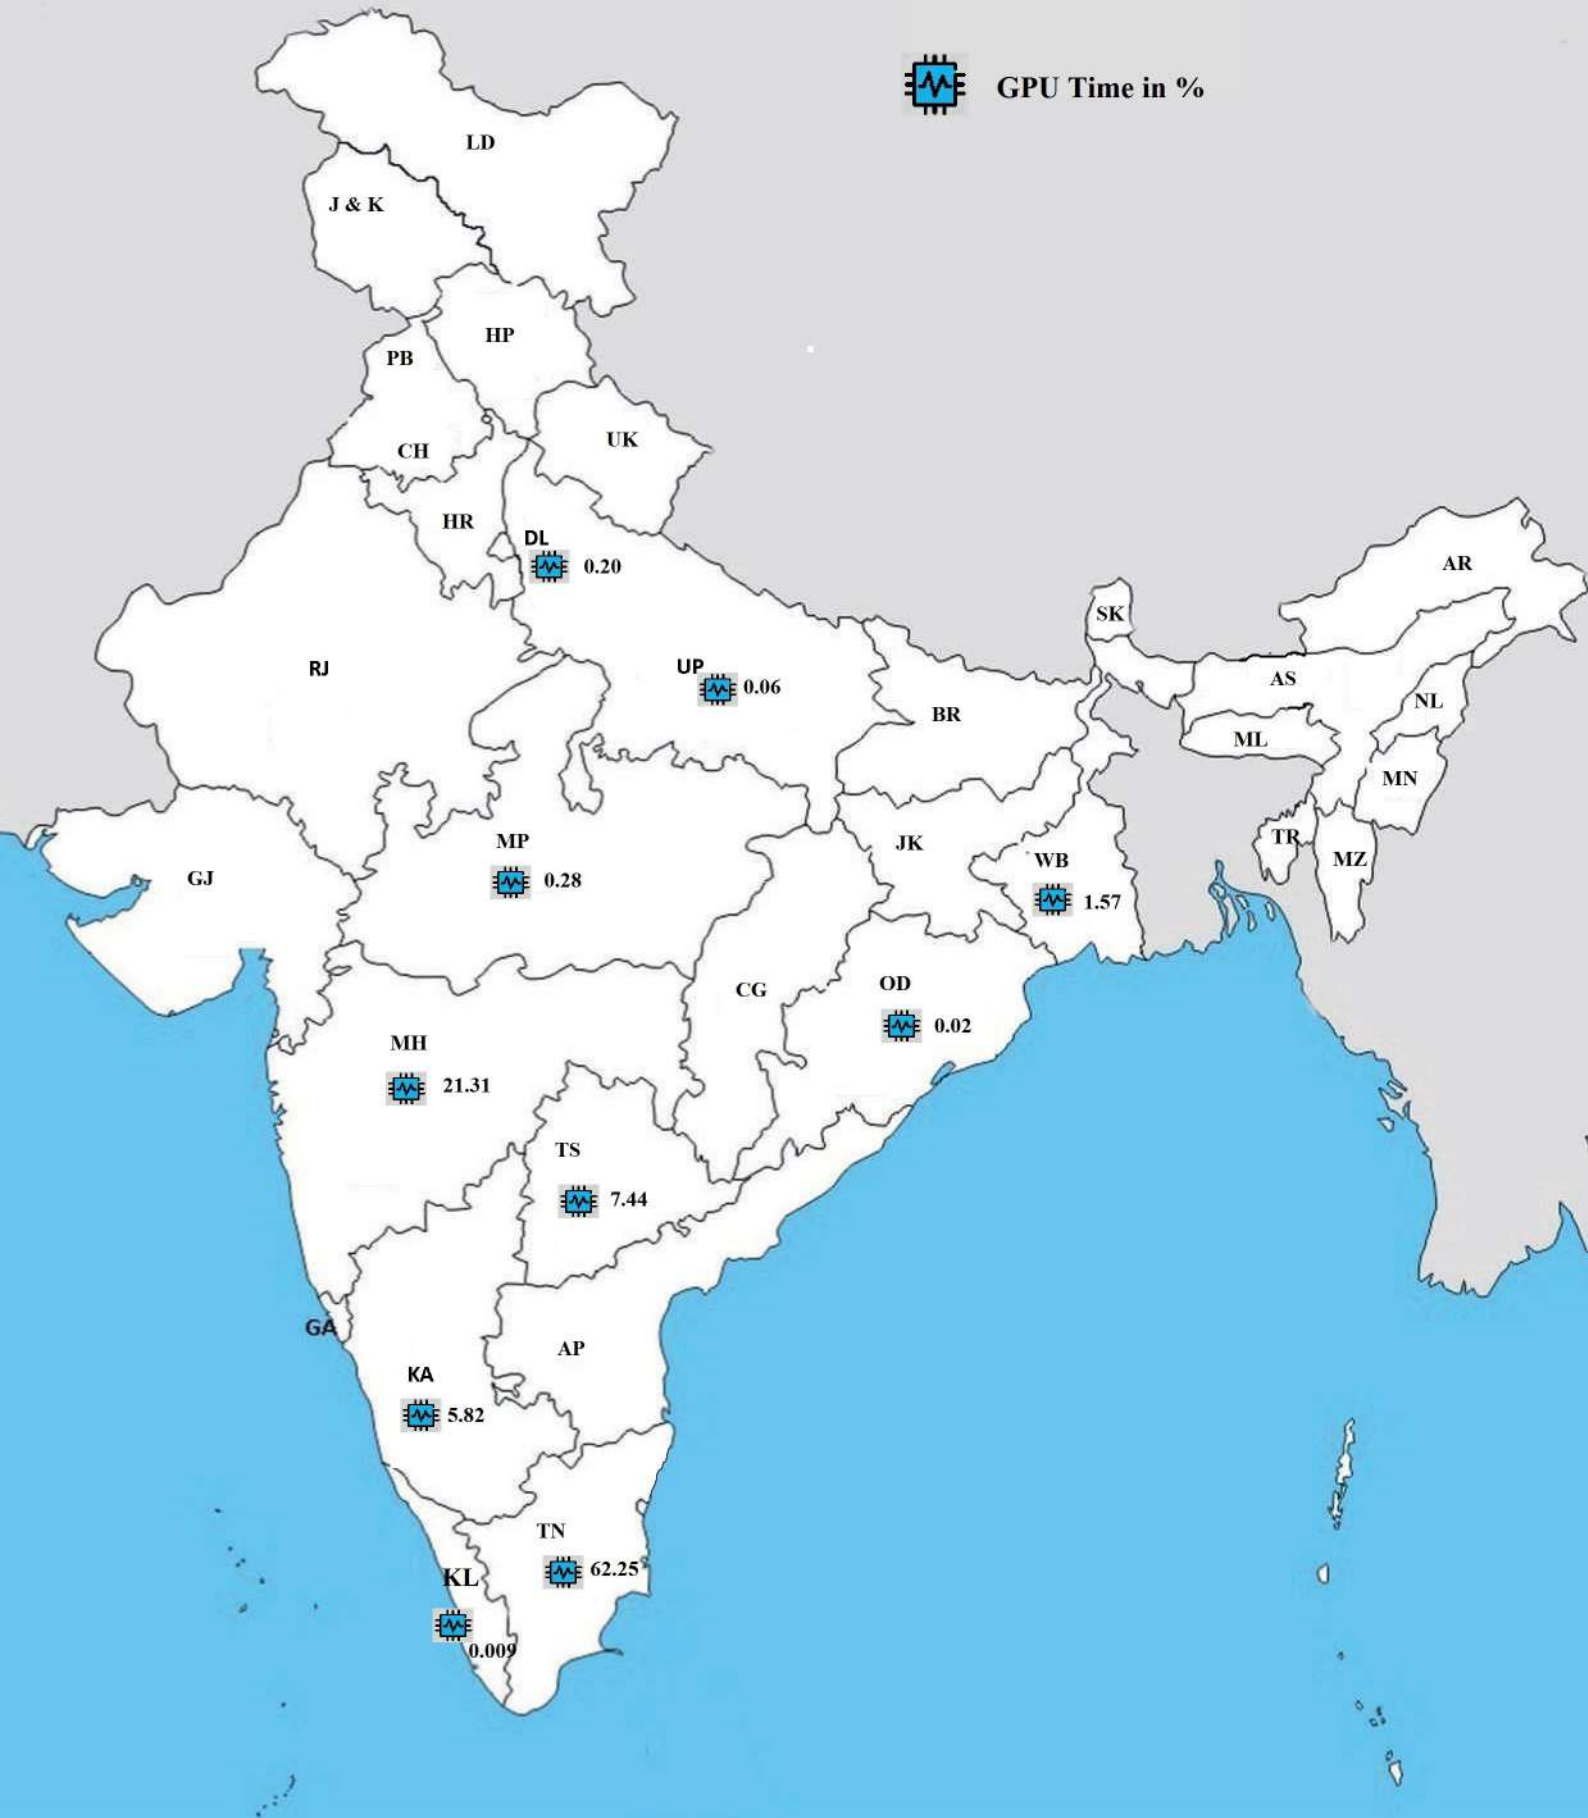 GPU Time in %
LD
J & K
HP
PB
UK
CH
HR
DL
0.20
AR
SK
RJ
UP
0.06
AS
NL
BR
ML
MN
MP
0.28
JK
TR
WB
1.57
MZ
GJ
CG
OD
0.02
MH
21.31
TS
7.44
GA
AP
KA
5.82
TN
62.25
KL
0.009